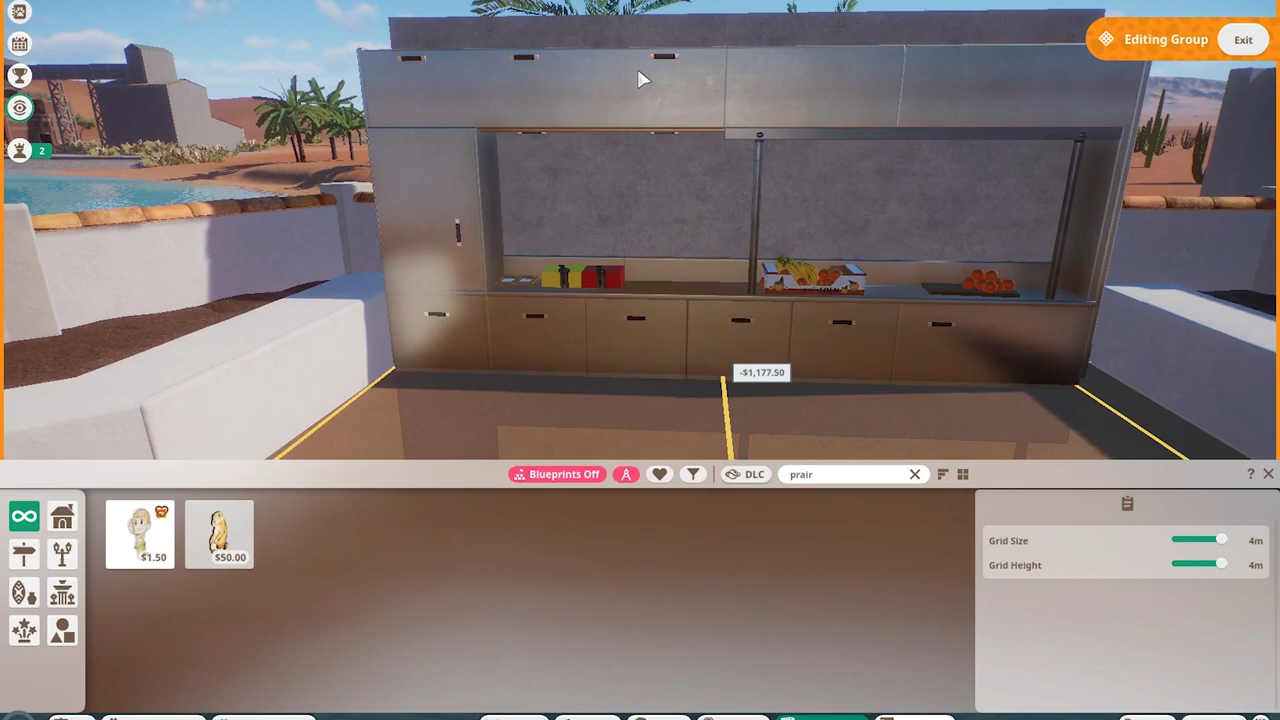 Editing Group
Exit
2
-$1,177.50
Blueprints Off
DLC
prair
?
$1.50
$50.00
Grid Size
4m
Grid Height
4m